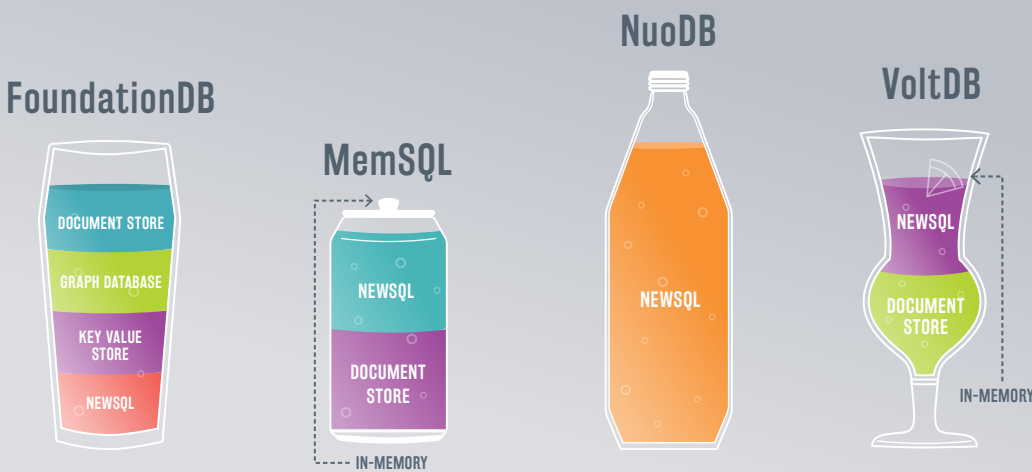 FoundationDB
DOCUMENT STORE
GRAPH DATABASE
KEY VALUE
STORE
NEWSQL
MemSQL
NEWSQL
DOCUMENT
STORE
IN-MEMORY
NuoDB
NEWSQL
VoltDB
NEWSQL
DOCUMENT
STORE
IN-MEMORY